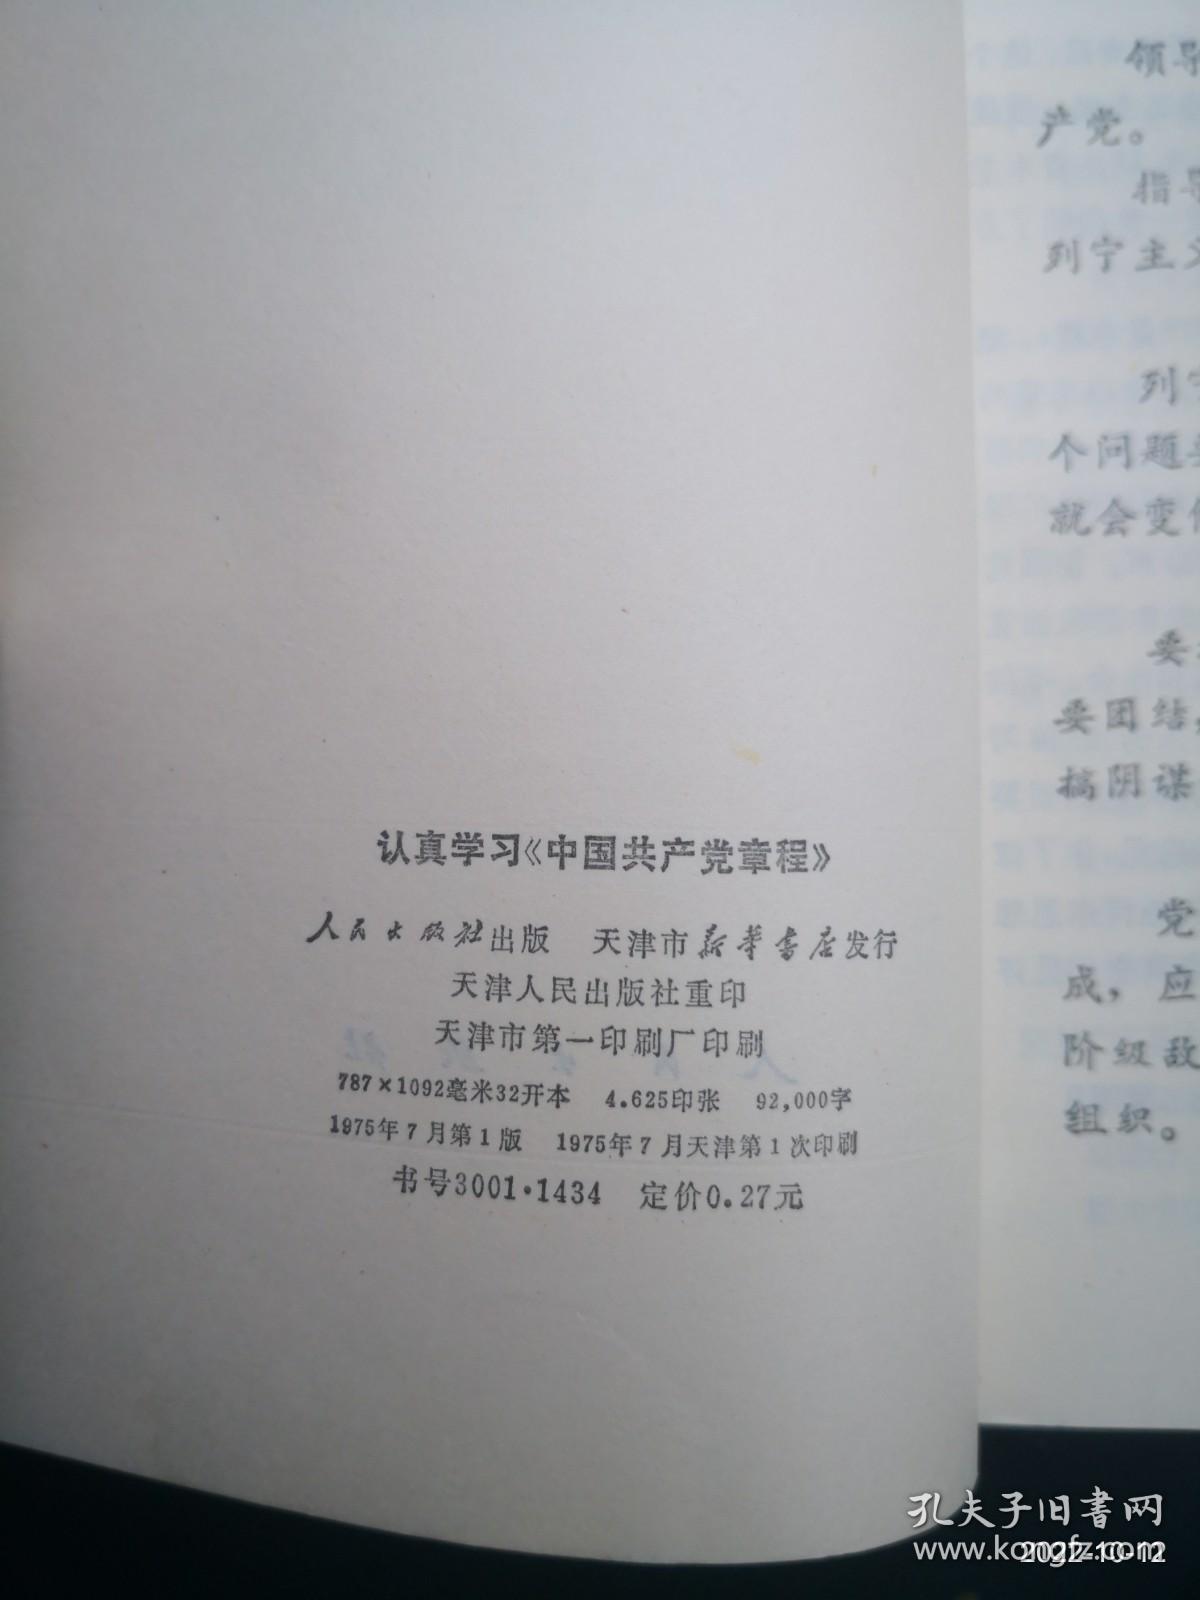 认真学习《中国共产党章程》
人民出版社出版 天津市新华书店发行
天津人民出版社重印
天津市第一印刷厂印刷
787×1092毫米32开本 4.625印张 92,000字
1975年7月第1版 1975年7月天津第1次印刷
书号3001·1434 定价0.27元
领导
产党。
指导
列宁主义
列宁
个问题
就会变
要
要团结
搞阴谋
党
成，应
阶级敌
组织。
孔夫子旧书网
www.kongfz.com
2022-10-12